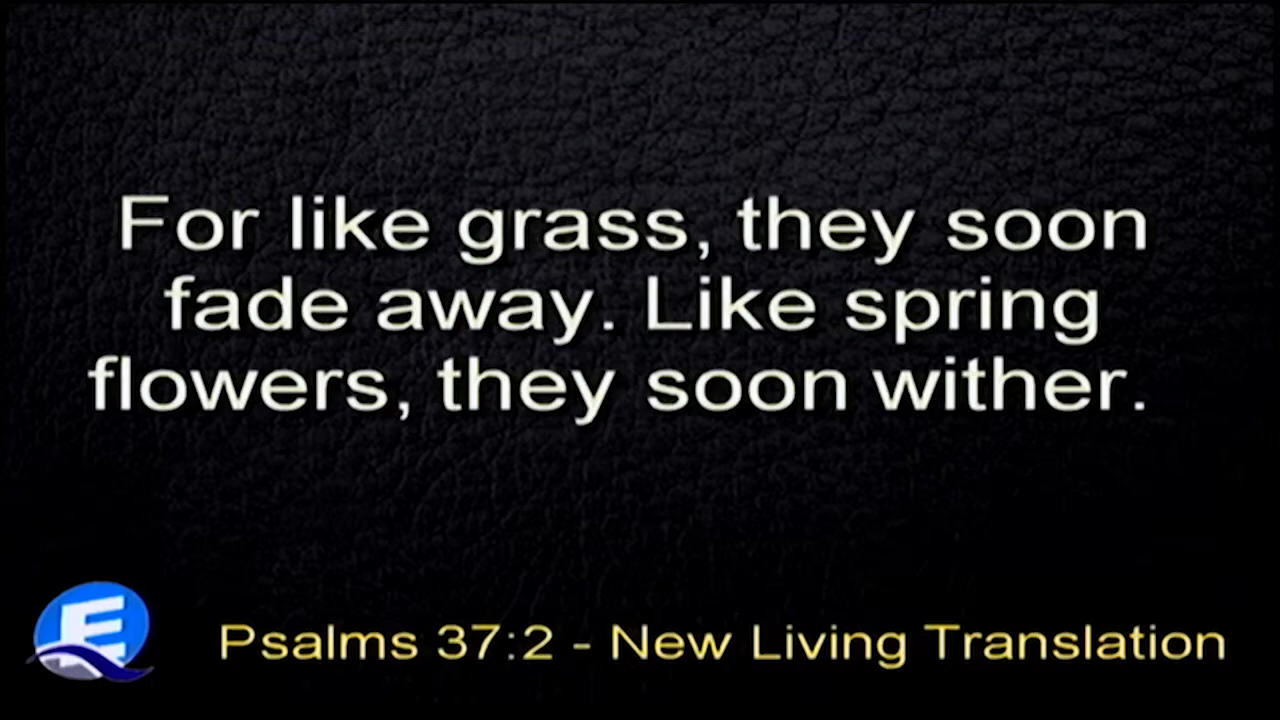 For like grass, they soon
fade away. Like spring
flowers, they soon wither.
E
Psalms 37:2 - New Living Translation